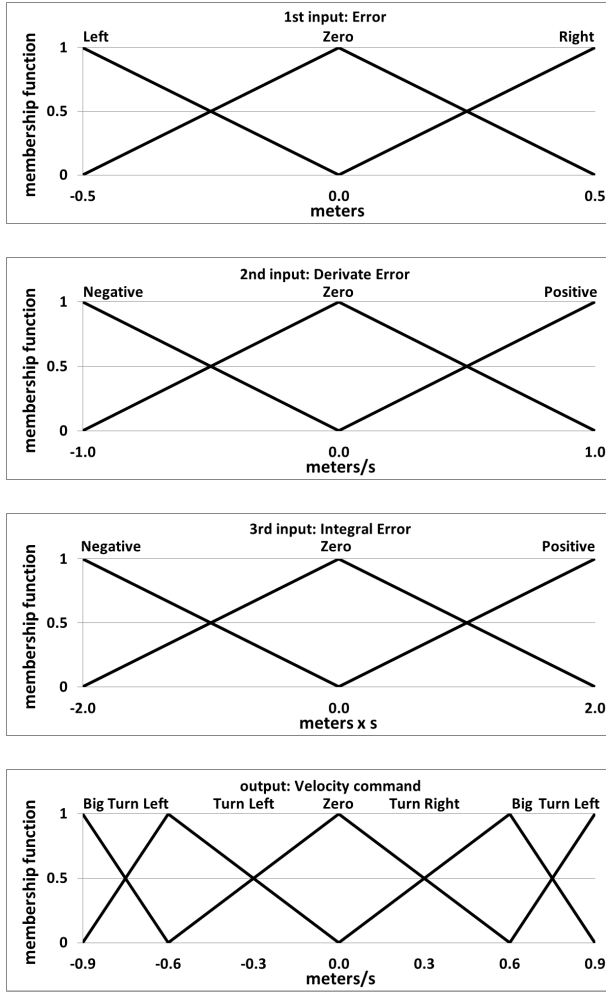 1st input: Error
Left Zero Right
membership function
1
0.5
0
-0.5 0.0 0.5
meters
2nd input: Derivate Error
Negative Zero Positive
membership function
1
0.5
0
-1.0 0.0 1.0
meters/s
3rd input: Integral Error
Negative Zero Positive
membership function
1
0.5
0
-2.0 0.0 2.0
meters x s
output: Velocity command
Big Turn Left Turn Left Zero Turn Right Big Turn Left
membership function
1
0.5
0
-0.9 -0.6 -0.3 0.0 0.3 0.6 0.9
meters/s